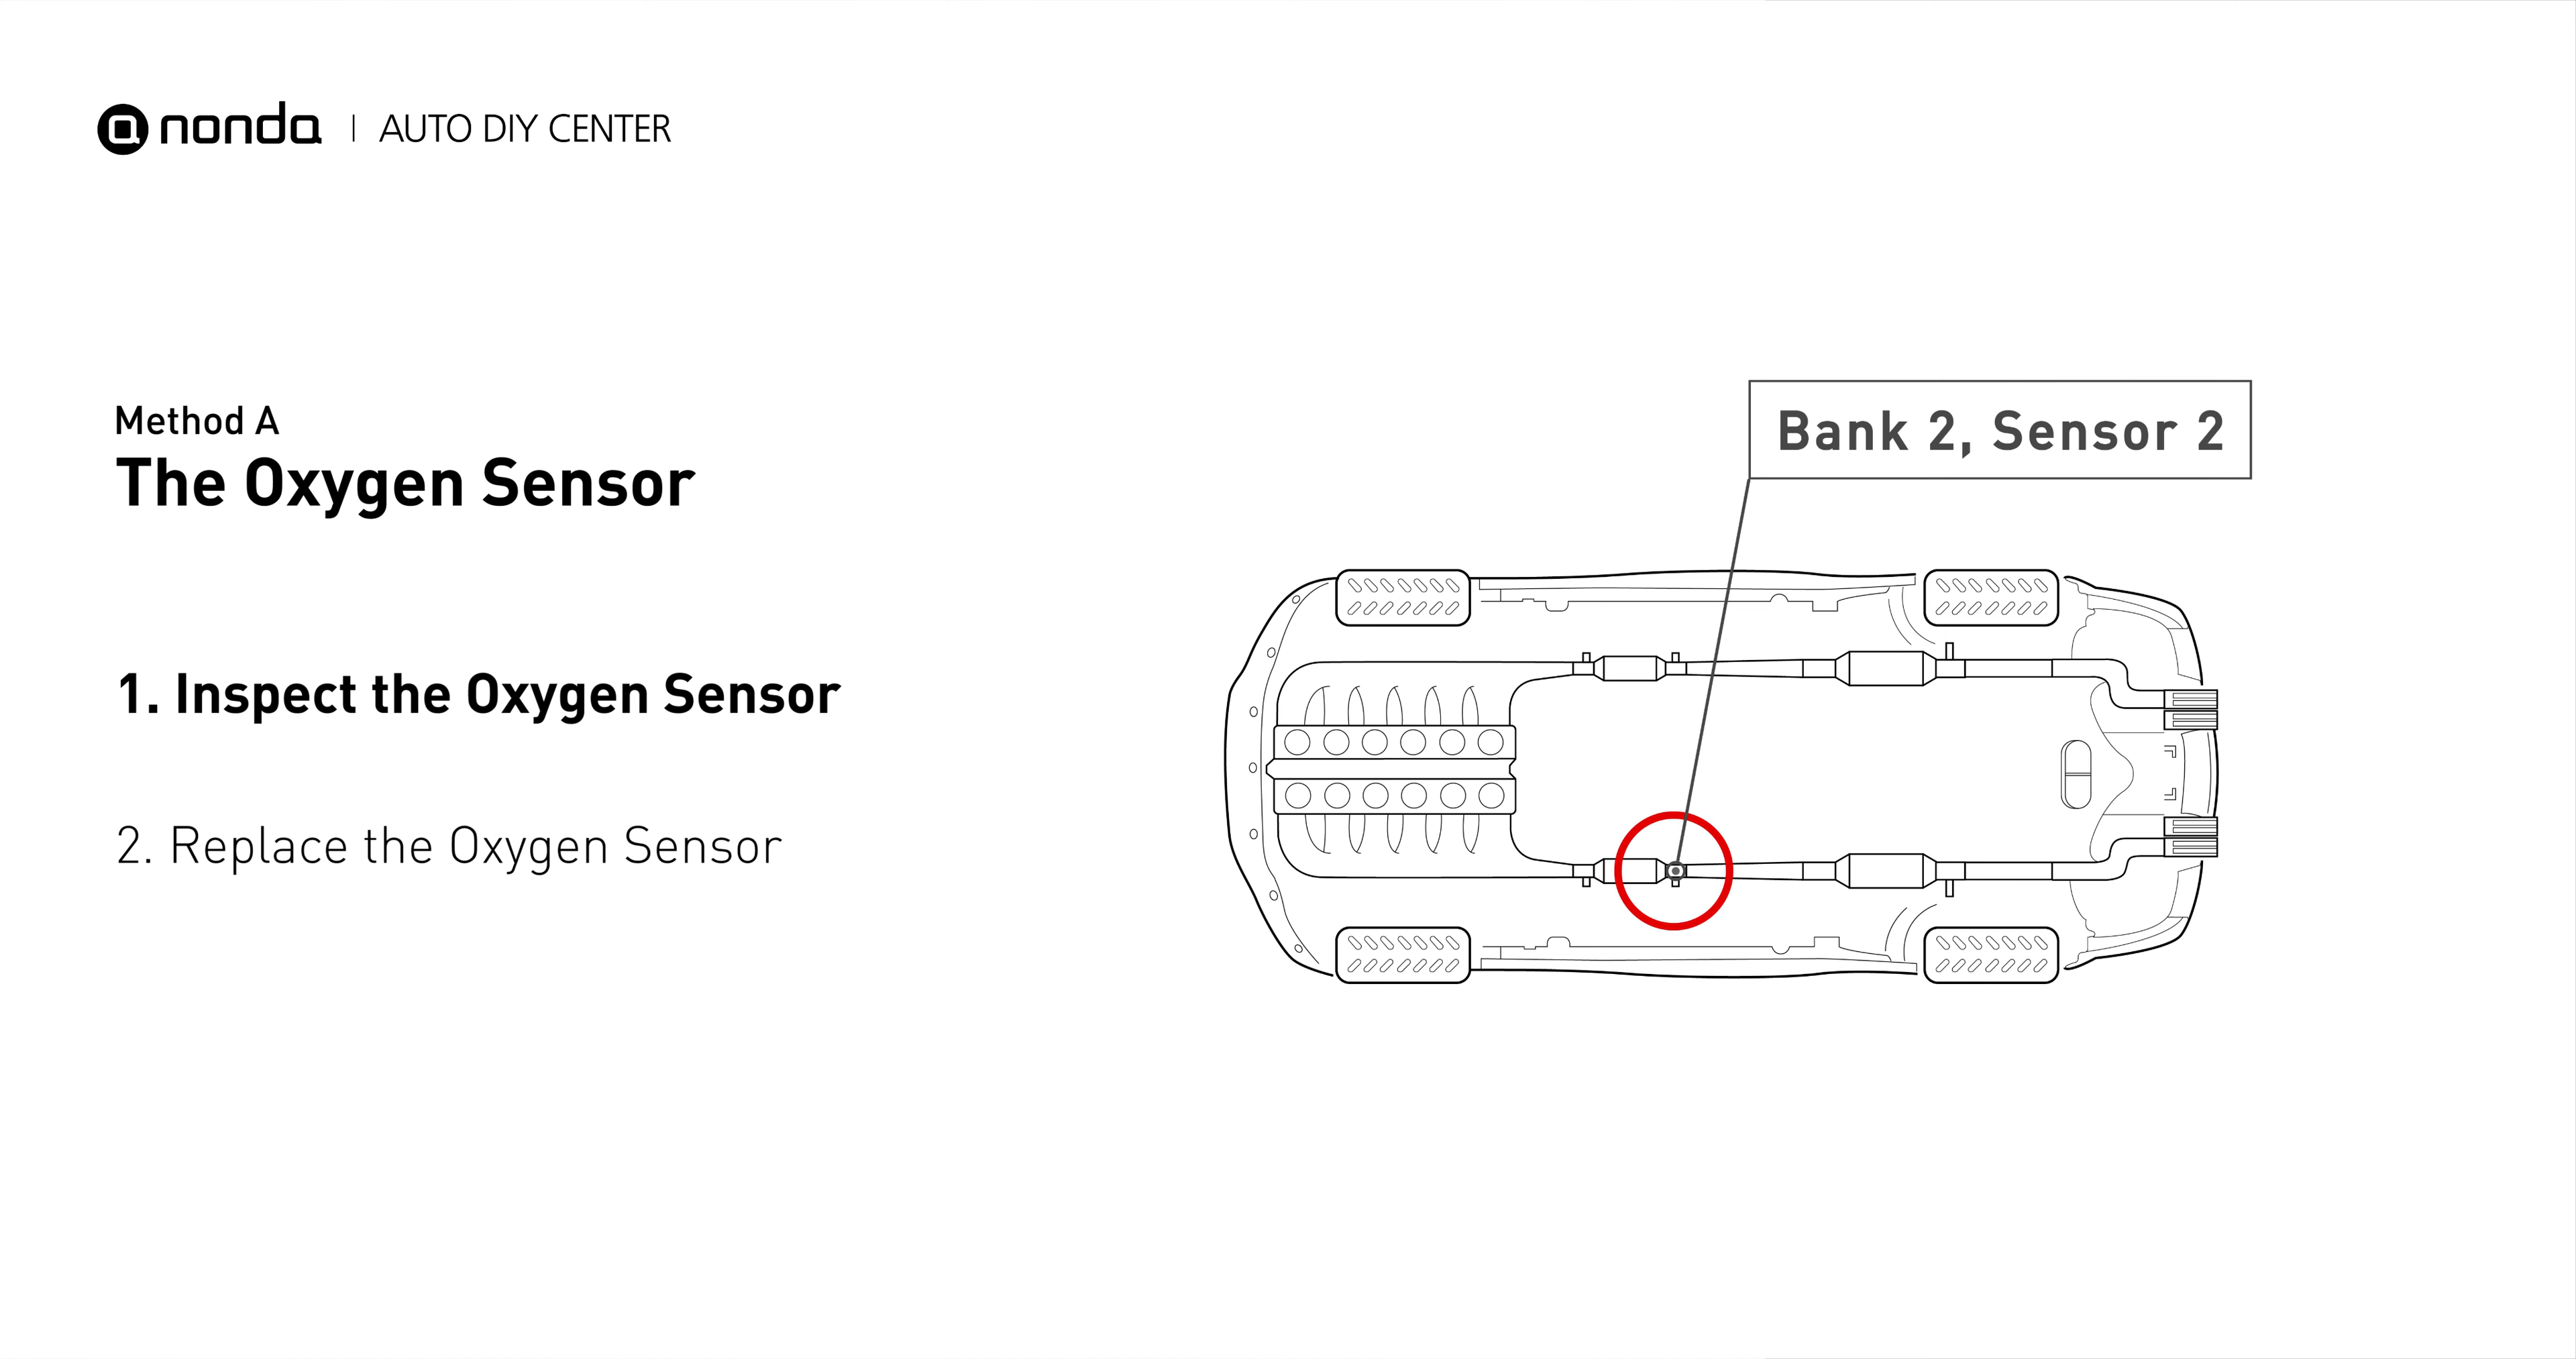 nonda | AUTO DIY CENTER
Method A
The Oxygen Sensor
1. Inspect the Oxygen Sensor
2. Replace the Oxygen Sensor
Bank 2, Sensor 2